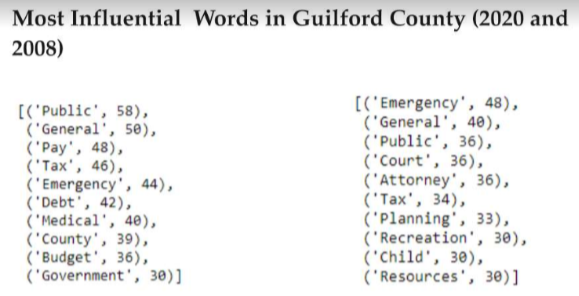 Most Influential Words in Guilford County (2020 and
2008)
[('Public', 58),
('General', 50),
('Pay', 48),
('Tax', 46),
('Emergency', 44),
('Debt', 42),
('Medical', 40),
('County', 39),
('Budget', 36),
('Government', 30)]
[('Emergency', 48),
('General', 40),
('Public', 36),
('Court', 36),
('Attorney', 36),
('Tax', 34),
('Planning', 33),
('Recreation', 30),
('Child', 30),
('Resources', 30)]